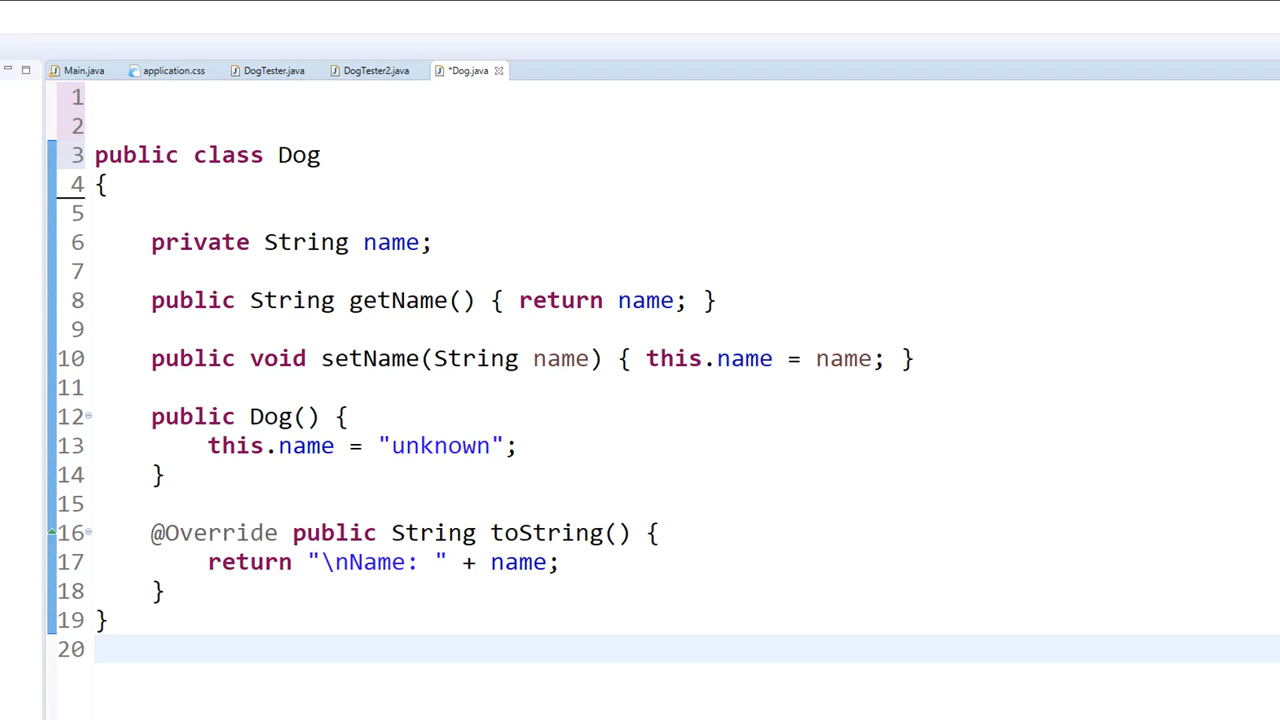 Main.java application.css DogTester.java DogTester2.java *Dog.java
1
2
3 public class Dog
4 {
5
6 private String name;
7
8 public String getName() { return name; }
9
10 public void setName(String name) { this.name = name; }
11
12 public Dog() {
13 this.name = "unknown";
14 }
15
16 @Override public String toString() {
17 return "\nName: " + name;
18 }
19 }
20